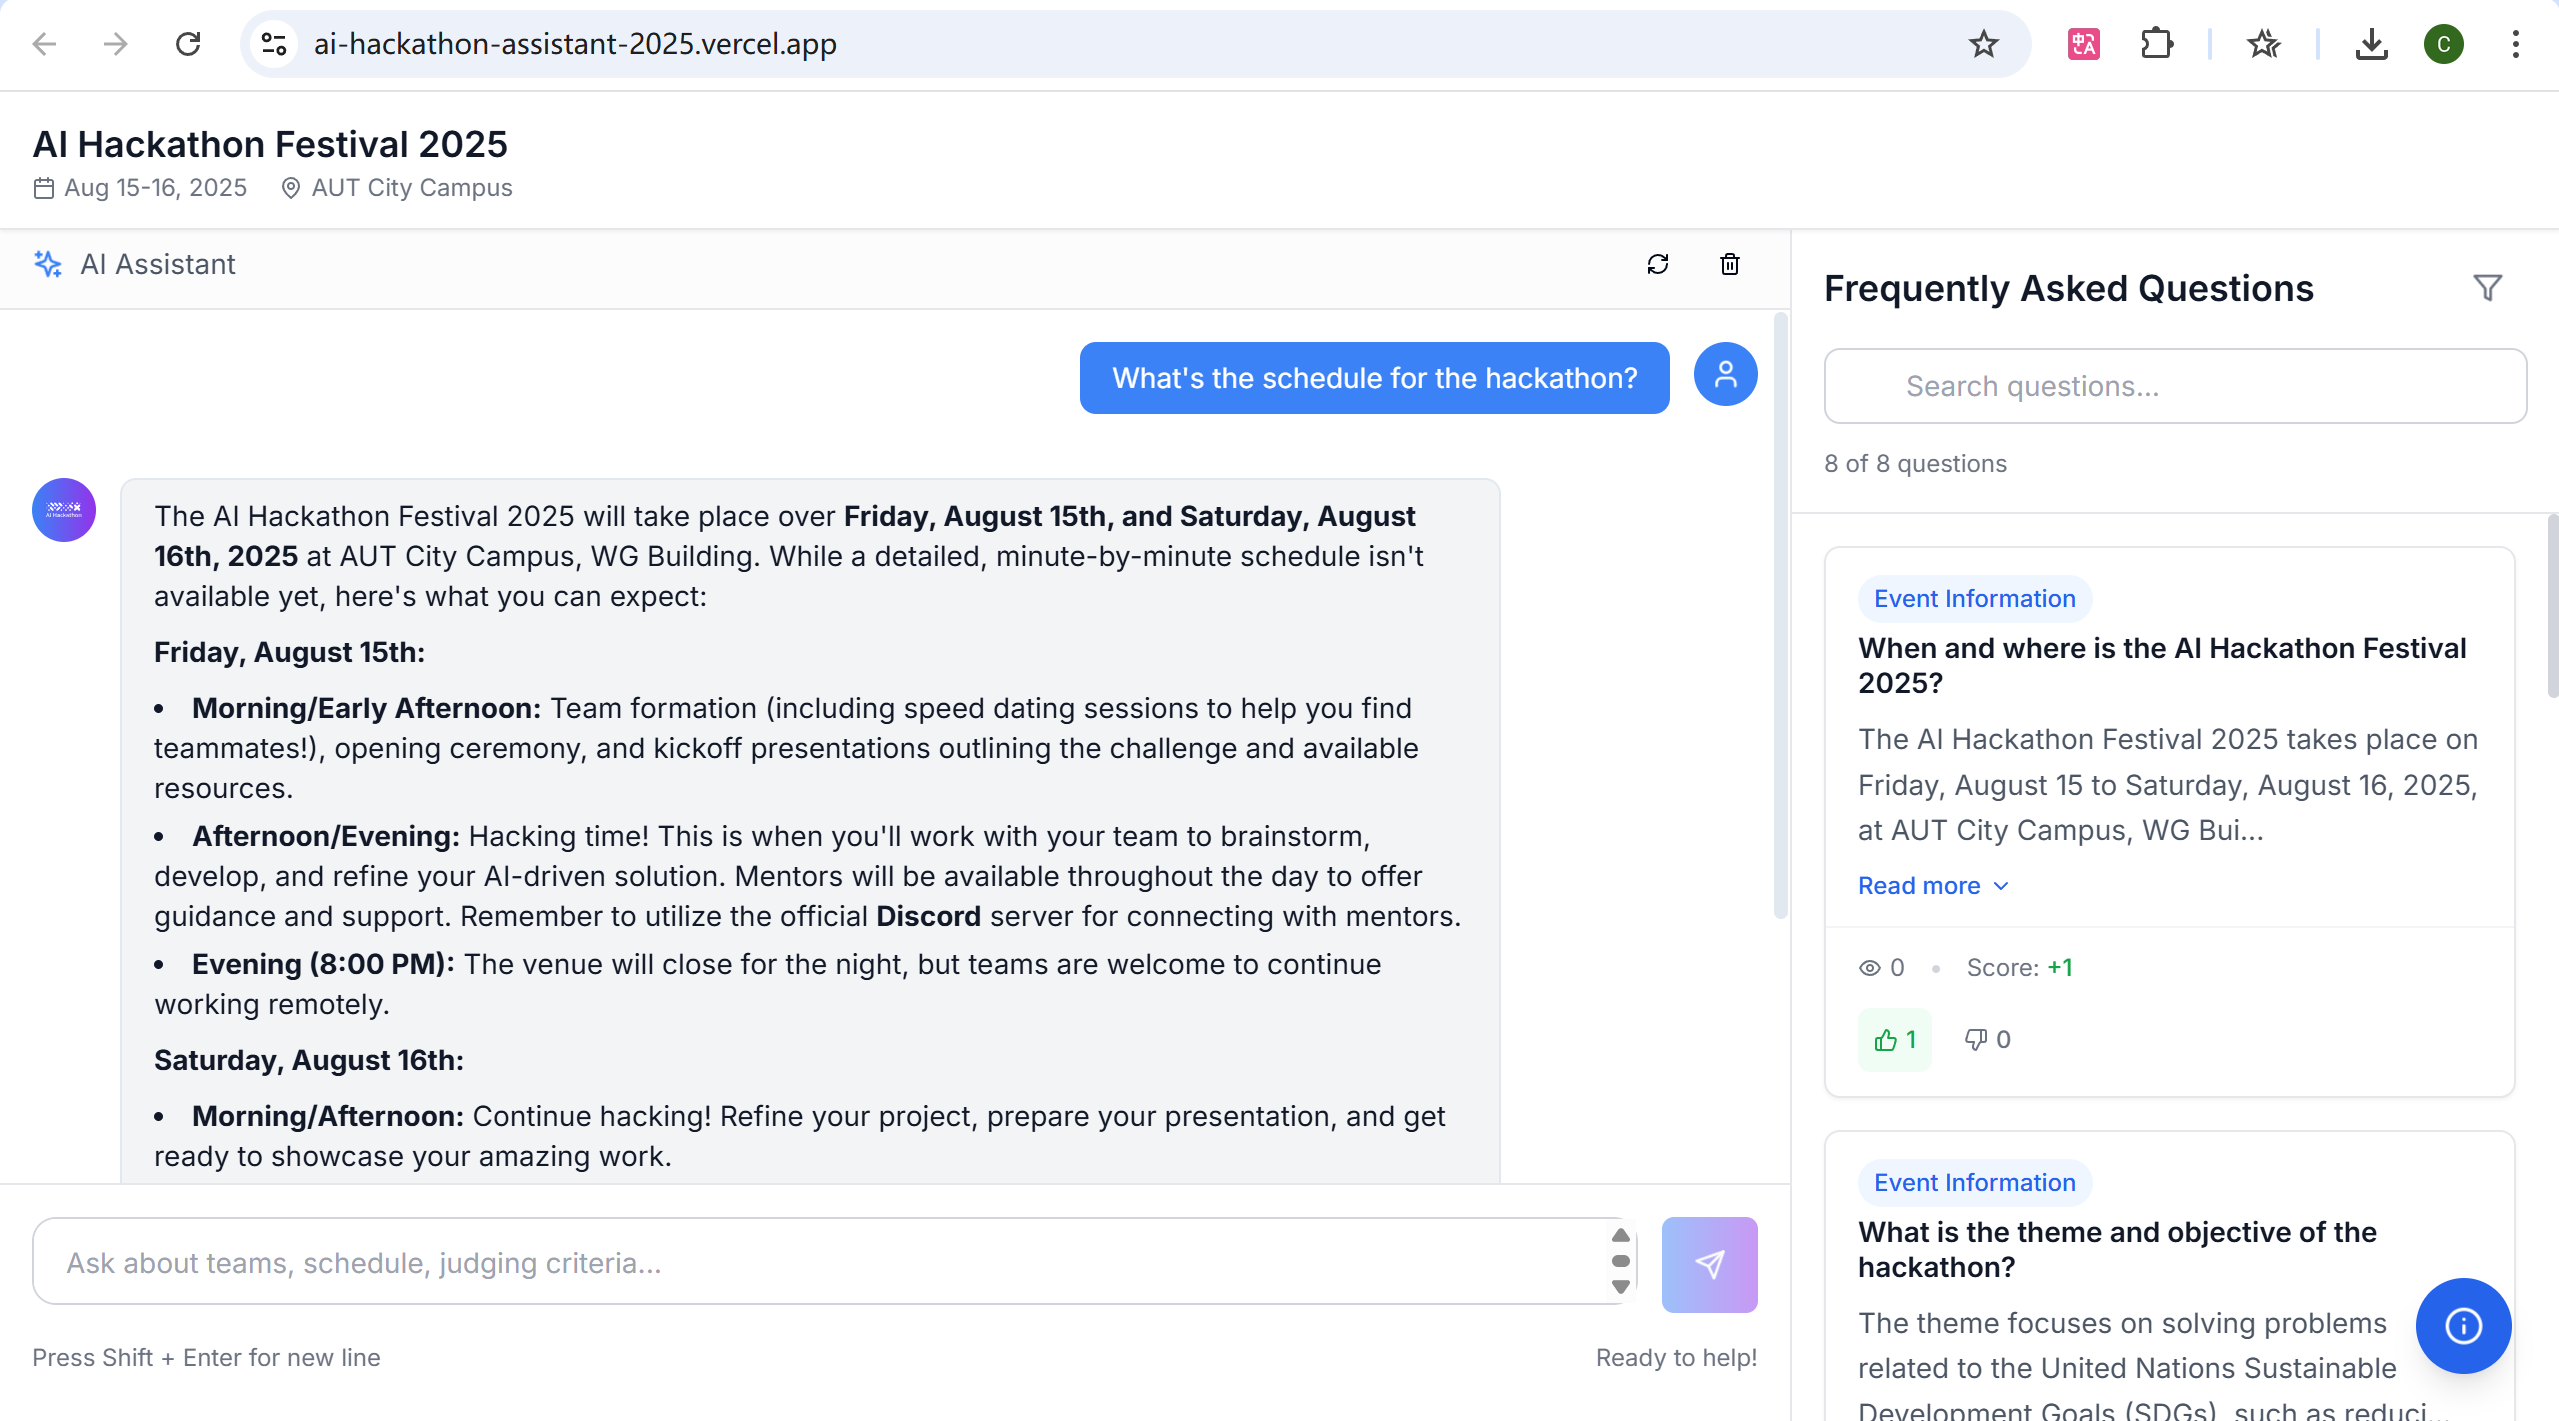 ai-hackathon-assistant-2025.vercel.app
C
AI Hackathon Festival 2025
Aug 15-16, 2025 AUT City Campus
AI Assistant
What's the schedule for the hackathon?
AI Hackathon
The AI Hackathon Festival 2025 will take place over Friday, August 15th, and Saturday, August
16th, 2025 at AUT City Campus, WG Building. While a detailed, minute-by-minute schedule isn't
available yet, here's what you can expect:
Friday, August 15th:
• Morning/Early Afternoon: Team formation (including speed dating sessions to help you find
teammates!), opening ceremony, and kickoff presentations outlining the challenge and available
resources.
• Afternoon/Evening: Hacking time! This is when you'll work with your team to brainstorm,
develop, and refine your AI-driven solution. Mentors will be available throughout the day to offer
guidance and support. Remember to utilize the official Discord server for connecting with mentors.
• Evening (8:00 PM): The venue will close for the night, but teams are welcome to continue
working remotely.
Saturday, August 16th:
• Morning/Afternoon: Continue hacking! Refine your project, prepare your presentation, and get
ready to showcase your amazing work.
Ask about teams, schedule, judging criteria...
Press Shift + Enter for new line
Ready to help!
Frequently Asked Questions
Search questions...
8 of 8 questions
Event Information
When and where is the AI Hackathon Festival
2025?
The AI Hackathon Festival 2025 takes place on
Friday, August 15 to Saturday, August 16, 2025,
at AUT City Campus, WG Bui...
Read more
0 • Score: +1
1 0
Event Information
What is the theme and objective of the
hackathon?
The theme focuses on solving problems
related to the United Nations Sustainable
Development Goals (SDGs), such as reduci...